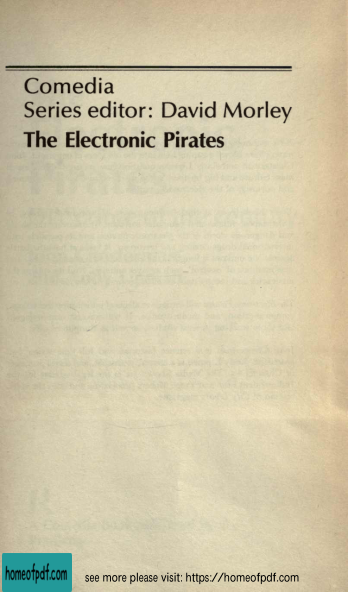 Comedia
Series editor: David Morley
The Electronic Pirates
homeofpdf.com
see more please visit: https://homeofpdf.com